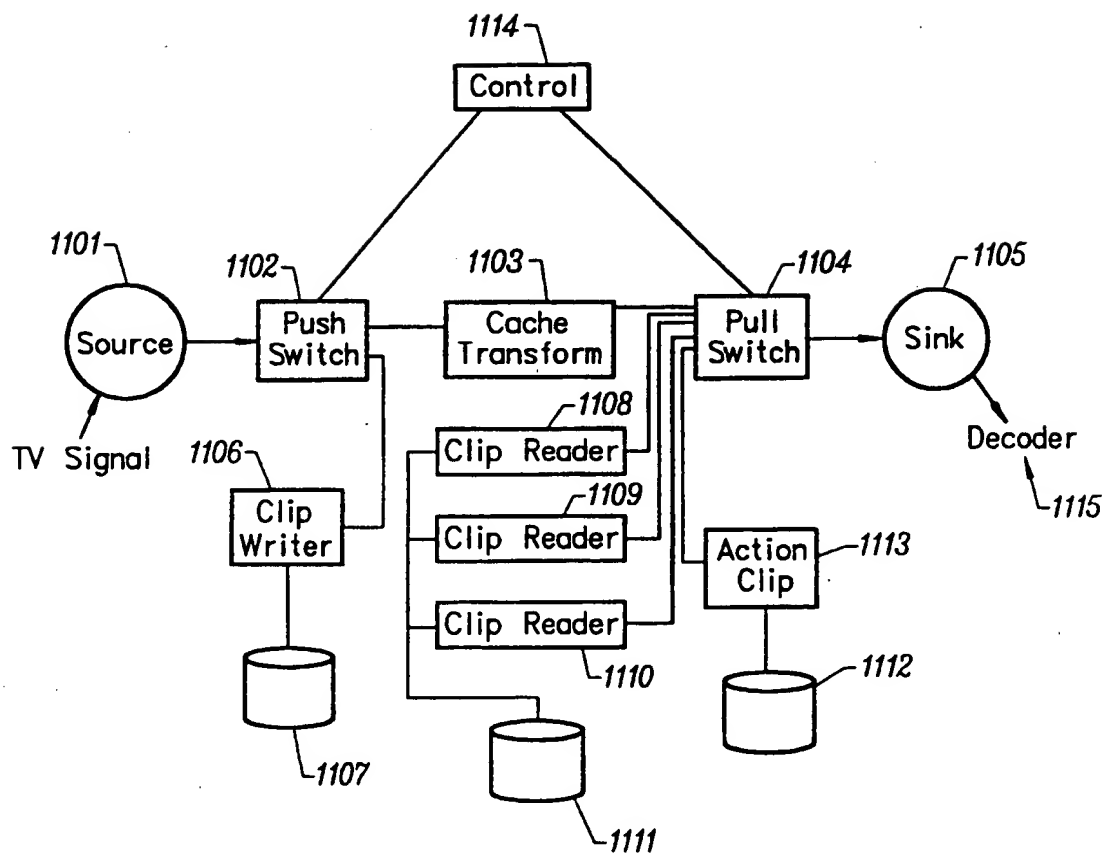 1114
Control
1101
1102
1103
1104
1105
Source
Push
Switch
Cache
Transform
Pull
Switch
Sink
TV Signal
1108
Clip Reader
Decoder
1106
Clip
Writer
1109
Clip Reader
1115
Action
Clip
1113
Clip Reader
1110
1107
1112
1111